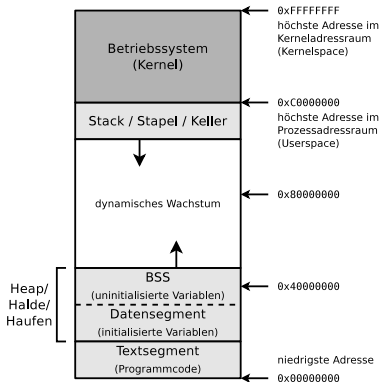 0xFFFFFFFF
höchste Adresse im
Kerneladressraum
(Kernelspace)
Betriebssystem
(Kernel)
0xC0000000
höchste Adresse im
Prozessadressraum
(Userspace)
Stack / Stapel / Keller
dynamisches Wachstum
0x80000000
Heap/
Halde/
Haufen
BSS
(uninitialisierte Variablen)
0x40000000
Datensegment
(initialisierte Variablen)
Textsegment
(Programmcode)
niedrigste Adresse
0x00000000